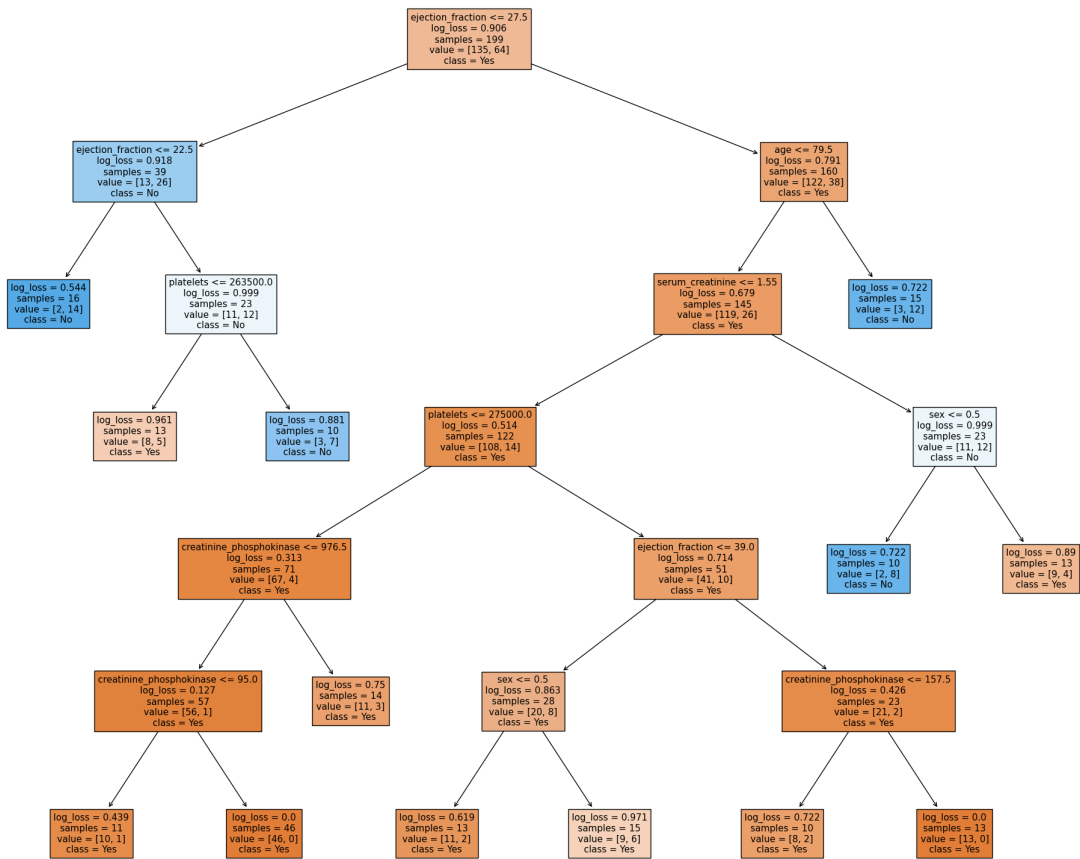 ejection_fraction <= 27.5
log_loss = 0.906
samples = 199
value = [135, 64]
class = Yes
ejection_fraction <= 22.5
log_loss = 0.918
samples = 39
value = [13, 26]
class = No
age <= 79.5
log_loss = 0.791
samples = 160
value = [122, 38]
class = Yes
log_loss = 0.544
samples = 16
value = [2, 14]
class = No
platelets <= 263500.0
log_loss = 0.999
samples = 23
value = [11, 12]
class = No
serum_creatinine <= 1.55
log_loss = 0.679
samples = 145
value = [119, 26]
class = Yes
log_loss = 0.722
samples = 15
value = [3, 12]
class = No
log_loss = 0.961
samples = 13
value = [8, 5]
class = Yes
log_loss = 0.881
samples = 10
value = [3, 7]
class = No
platelets <= 275000.0
log_loss = 0.514
samples = 122
value = [108, 14]
class = Yes
sex <= 0.5
log_loss = 0.999
samples = 23
value = [11, 12]
class = No
creatinine_phosphokinase <= 976.5
log_loss = 0.313
samples = 71
value = [67, 4]
class = Yes
ejection_fraction <= 39.0
log_loss = 0.714
samples = 51
value = [41, 10]
class = Yes
log_loss = 0.722
samples = 10
value = [2, 8]
class = No
log_loss = 0.89
samples = 13
value = [9, 4]
class = Yes
creatinine_phosphokinase <= 95.0
log_loss = 0.127
samples = 57
value = [56, 1]
class = Yes
log_loss = 0.75
samples = 14
value = [11, 3]
class = Yes
sex <= 0.5
log_loss = 0.863
samples = 28
value = [20, 8]
class = Yes
creatinine_phosphokinase <= 157.5
log_loss = 0.426
samples = 23
value = [21, 2]
class = Yes
log_loss = 0.439
samples = 11
value = [10, 1]
class = Yes
log_loss = 0.0
samples = 46
value = [46, 0]
class = Yes
log_loss = 0.619
samples = 13
value = [11, 2]
class = Yes
log_loss = 0.971
samples = 15
value = [9, 6]
class = Yes
log_loss = 0.722
samples = 10
value = [8, 2]
class = Yes
log_loss = 0.0
samples = 13
value = [13, 0]
class = Yes